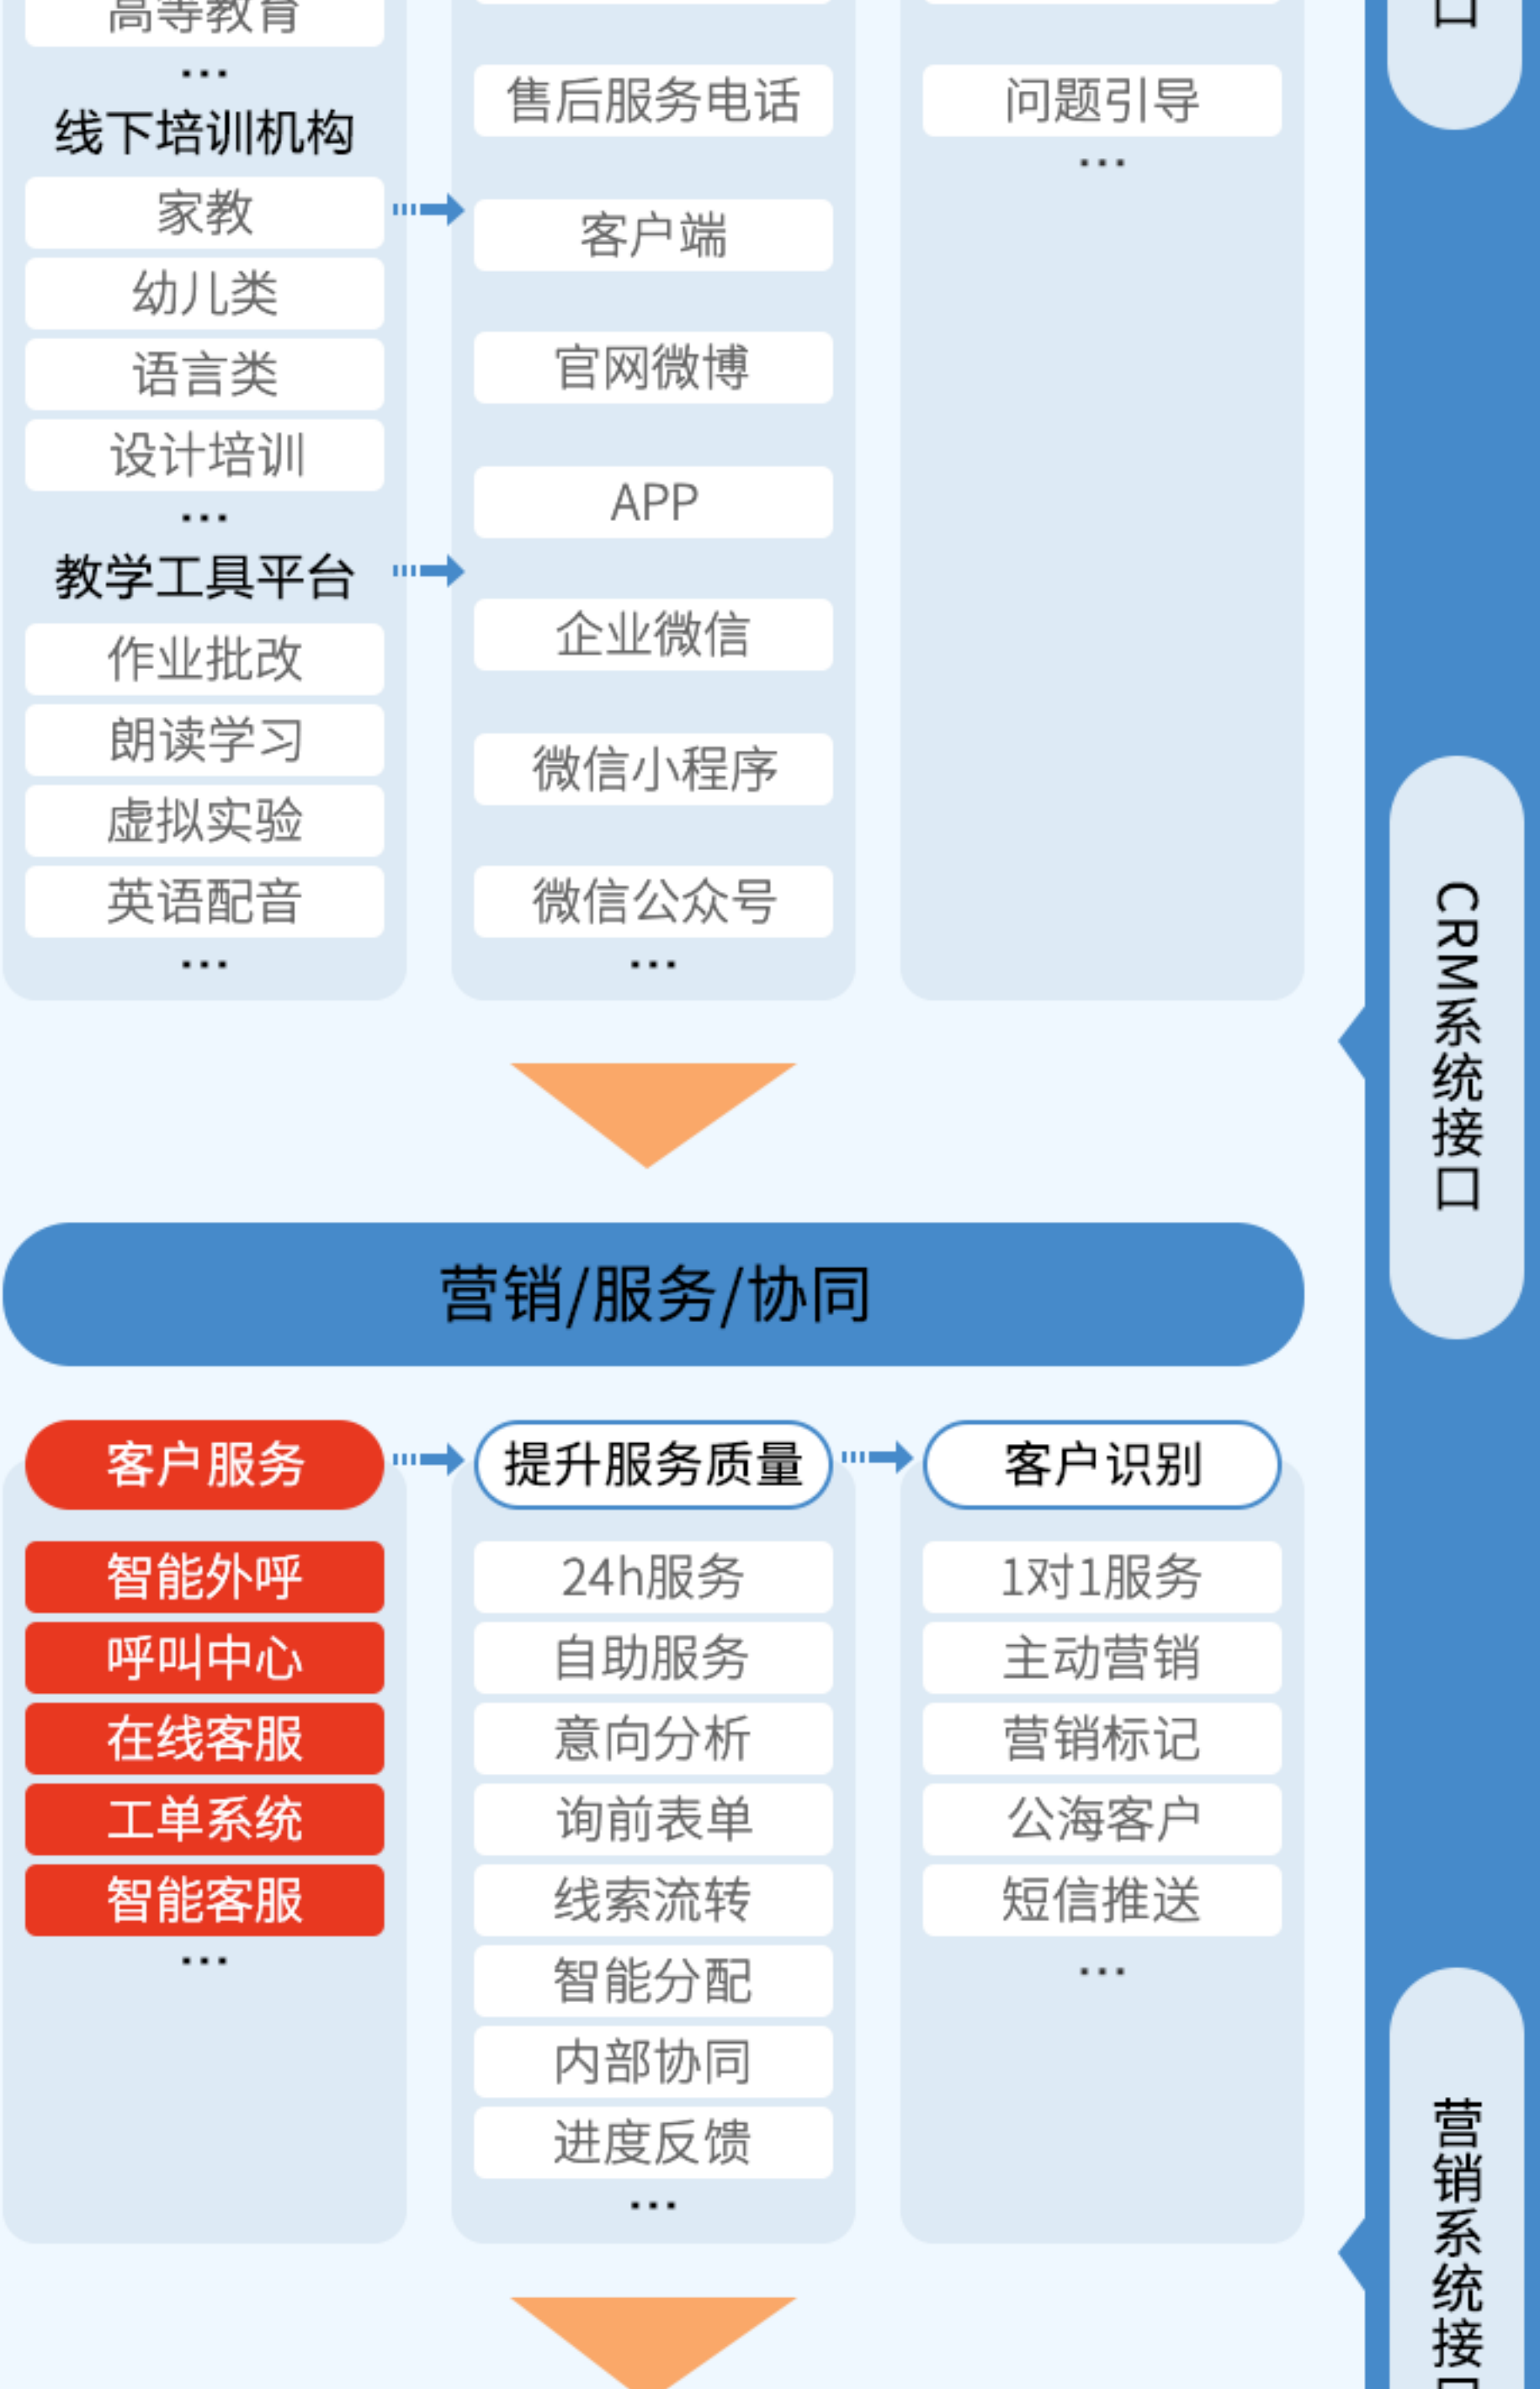 高等教育
...
线下培训机构
家教
幼儿类
语言类
设计培训
...
教学工具平台
作业批改
朗读学习
虚拟实验
英语配音
...
售后服务电话
客户端
官网微博
APP
企业微信
微信小程序
微信公众号
...
问题引导
...
营销/服务/协同
客户服务
智能外呼
呼叫中心
在线客服
工单系统
智能客服
...
提升服务质量
24h服务
自助服务
意向分析
询前表单
线索流转
智能分配
内部协同
进度反馈
...
客户识别
1对1服务
主动营销
营销标记
公海客户
短信推送
...
口
CRM系统接口
营销系统接口